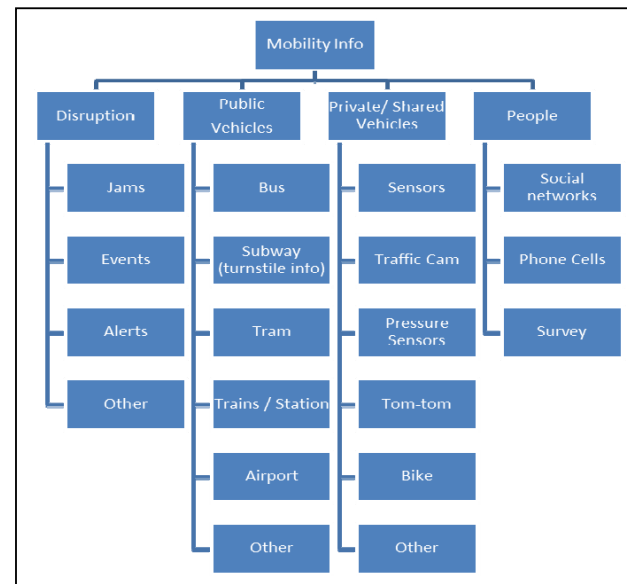 Mobility Info
Disruption
Jams
Events
Alerts
Other
Public
Vehicles
Bus
Subway
(turnstile info)
Tram
Trains / Station
Airport
Other
Private/ Shared
Vehicles
Sensors
Traffic Cam
Pressure
Sensors
Tom-tom
Bike
Other
People
Social
networks
Phone Cells
Survey